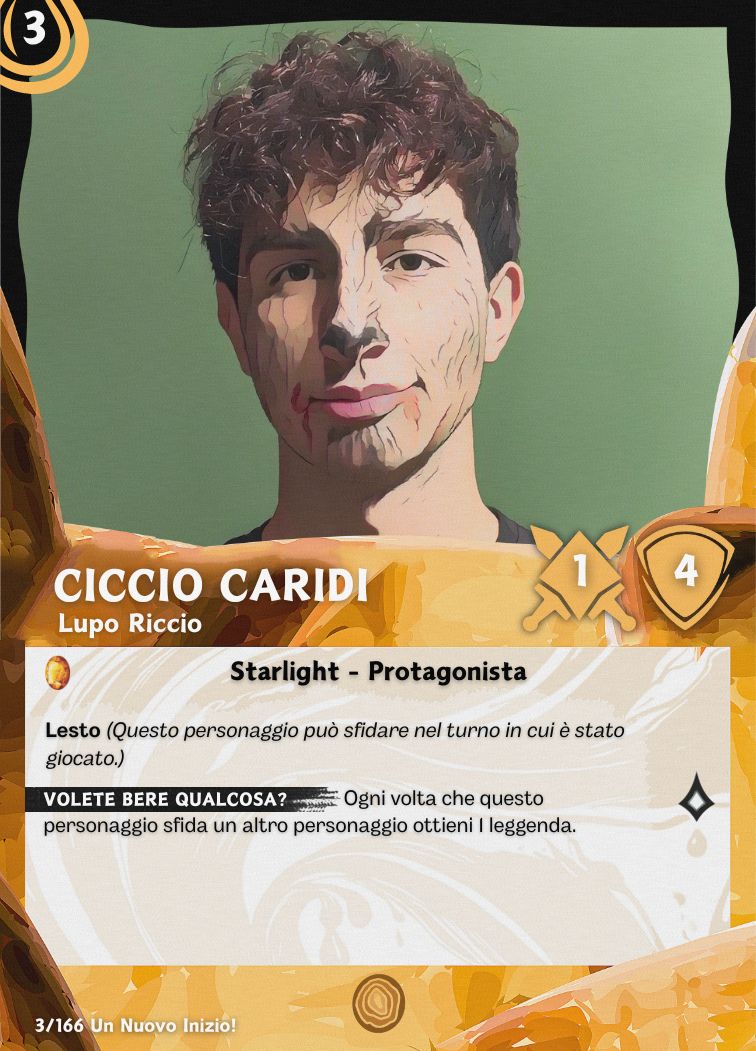 3
CICCIO CARIDI
Lupo Riccio
1
4
Starlight - Protagonista
Lesto (Questo personaggio può sfidare nel turno in cui è stato
giocato.)
VOLETE BERE QUALCOSA? Ogni volta che questo
personaggio sfida un altro personaggio ottieni 1 leggenda.
3/166 Un Nuovo Inizio!